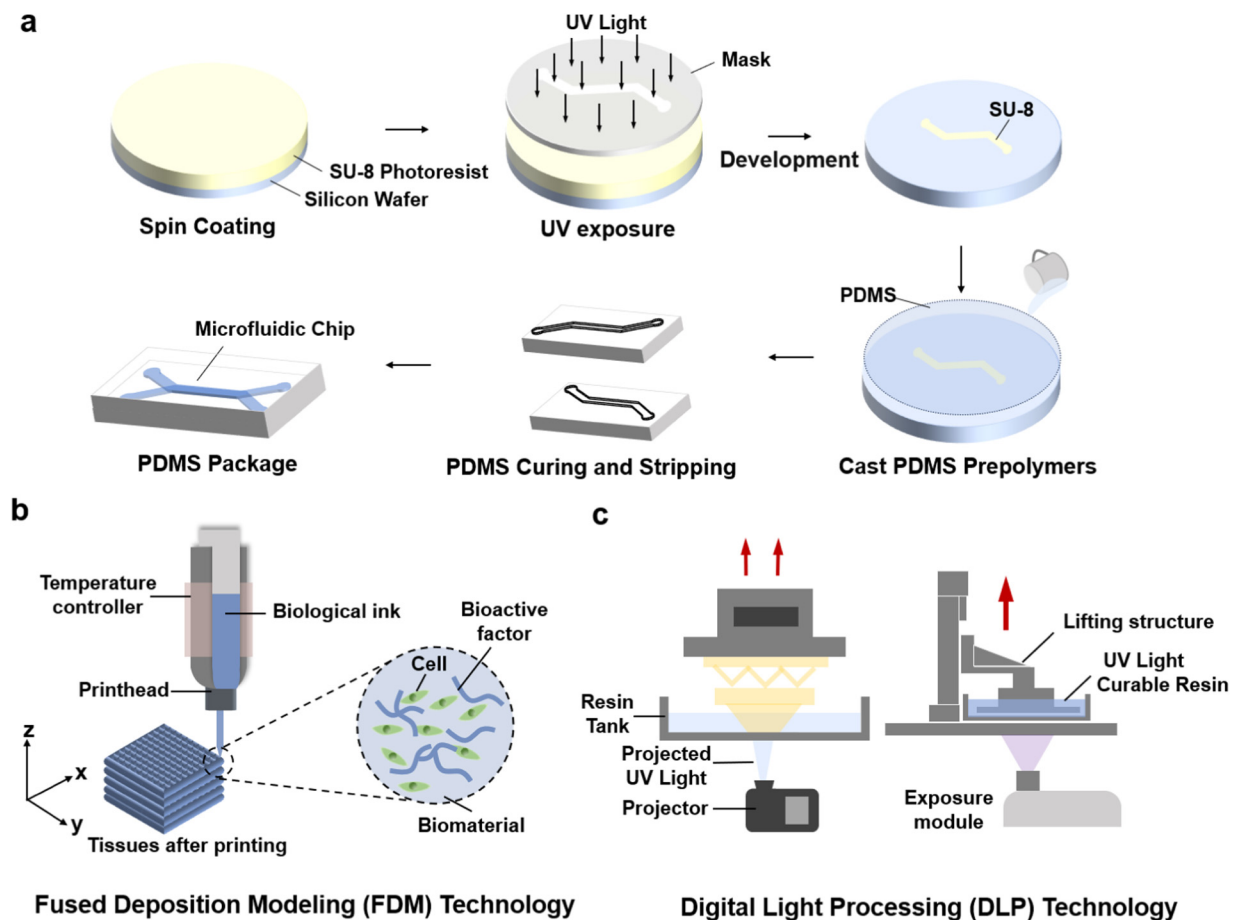 a
UV Light
Mask
SU-8
SU-8 Photoresist
Silicon Wafer
Development
Spin Coating
UV exposure
PDMS
Microfluidic Chip
PDMS Package
PDMS Curing and Stripping
Cast PDMS Prepolymers
b
Temperature
controller
Biological ink
Bioactive
factor
Cell
Printhead
z
x
y
Biomaterial
Tissues after printing
Fused Deposition Modeling (FDM) Technology
c
Lifting structure
UV Light
Curable Resin
Resin
Tank
Projected
UV Light
Projector
Exposure
module
Digital Light Processing (DLP) Technology